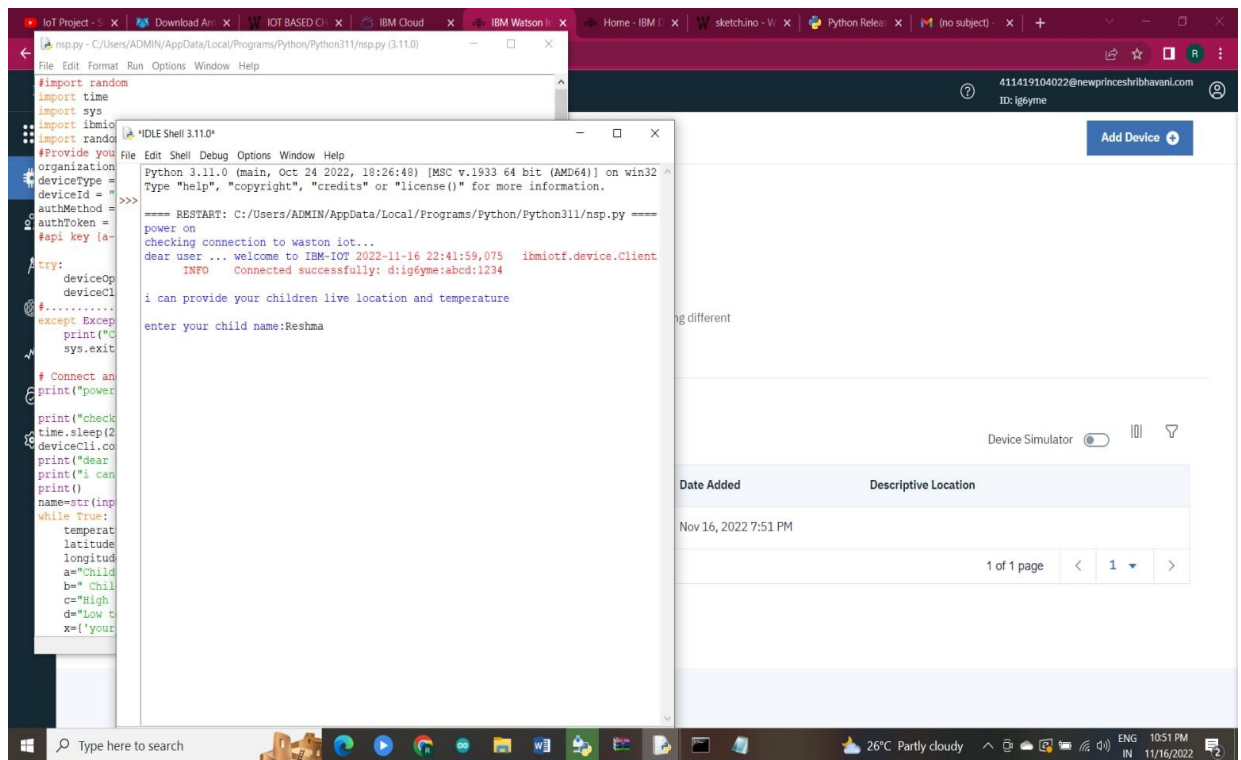 IoT Project - S
Download Ard
IOT BASED CH
IBM Cloud
IBM Watson Io
Home - IBM D
sketch.ino - W
Python Releas
(no subject) -
nsp.py - C:/Users/ADMIN/AppData/Local/Programs/Python/Python311/nsp.py (3.11.0)
File Edit Format Run Options Window Help
R
411419104022@newprinceshribhavani.com
ID: ig6yme
Add Device
#import random
import time
import sys
import ibmio
import rando
#Provide you
organization
deviceType =
deviceId = "
authMethod =
authToken =
#api key [a-
try:
deviceOp
deviceCl
#...........
except Excep
print("C
sys.exit
# Connect an
print("power
print("check
time.sleep(2
deviceCli.co
print("dear
print("i can
print()
name=str(inp
while True:
temperat
latitude
longitud
a="Child
b=" Chil
c="High
d="Low t
x={'your
*IDLE Shell 3.11.0*
File Edit Shell Debug Options Window Help
Python 3.11.0 (main, Oct 24 2022, 18:26:48) [MSC v.1933 64 bit (AMD64)] on win32
Type "help", "copyright", "credits" or "license()" for more information.
>>>
==== RESTART: C:/Users/ADMIN/AppData/Local/Programs/Python/Python311/nsp.py ====
power on
checking connection to waston iot...
dear user ... welcome to IBM-IOT 2022-11-16 22:41:59,075 ibmiotf.device.Client
INFO Connected successfully: d:ig6yme:abcd:1234
i can provide your children live location and temperature
enter your child name:Reshma
ng different
Device Simulator
Date Added Descriptive Location
Nov 16, 2022 7:51 PM
1 of 1 page < 1 >
Type here to search
26°C Partly cloudy
ENG 10:51 PM
IN 11/16/2022
2